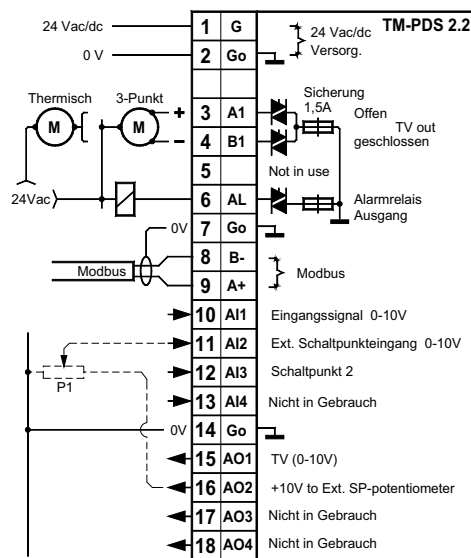 24 Vac/dc 1 G 24 Vac/dc TM-PDS 2.2
0 V 2 Go Versorg.
Thermisch 3-Punkt Sicherung
M M + 3 A1 1,5A Offen
TV out
− 4 B1 geschlossen
5 Not in use
24Vac 6 AL Alarmrelais
0V 7 Go Ausgang
8 B-
Modbus Modbus
9 A+
10 AI1 Eingangssignal 0-10V
11 AI2 Ext. Schaltpunkteingang 0-10V
P1 12 AI3 Schaltpunkt 2
13 AI4 Nicht in Gebrauch
0V 14 Go
15 AO1 TV (0-10V)
16 AO2 +10V to Ext. SP-potentiometer
17 AO3 Nicht in Gebrauch
18 AO4 Nicht in Gebrauch